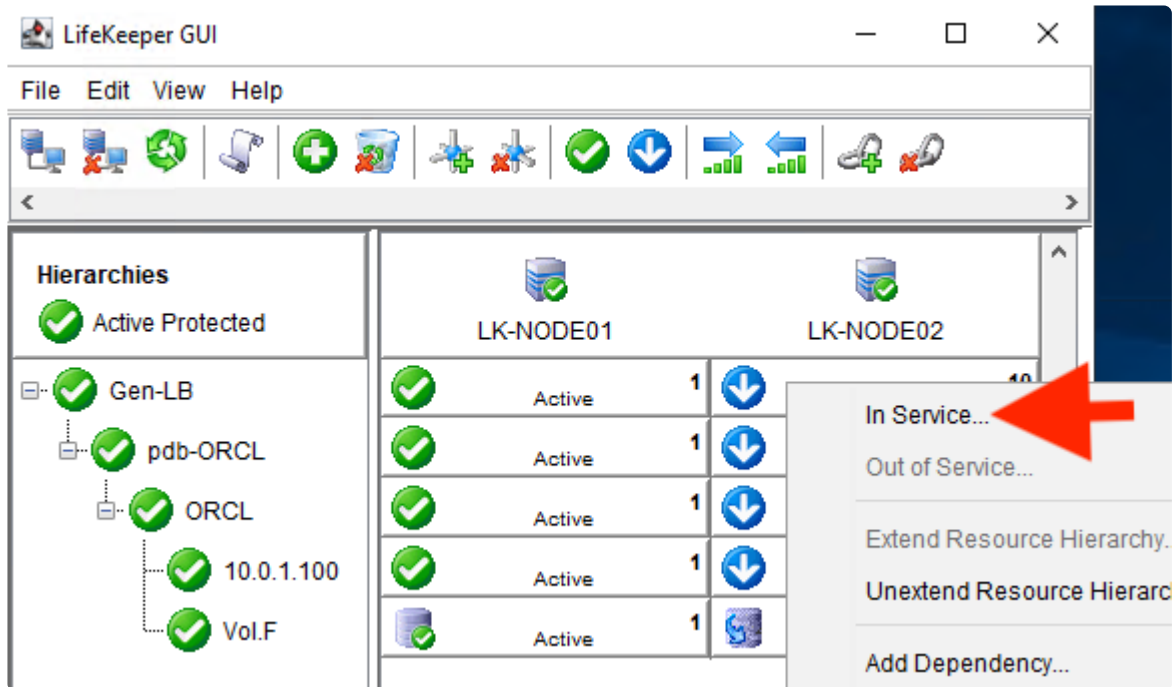 LifeKeeper GUI
File Edit View Help
Hierarchies
Active Protected
LK-NODE01 LK-NODE02
Gen-LB Active 1 10
In Service...
pdb-ORCL Active 1
Out of Service...
ORCL Active 1
Extend Resource Hierarchy.
10.0.1.100 Active 1
Unextend Resource Hierarc
Vol.F Active 1
Add Dependency...